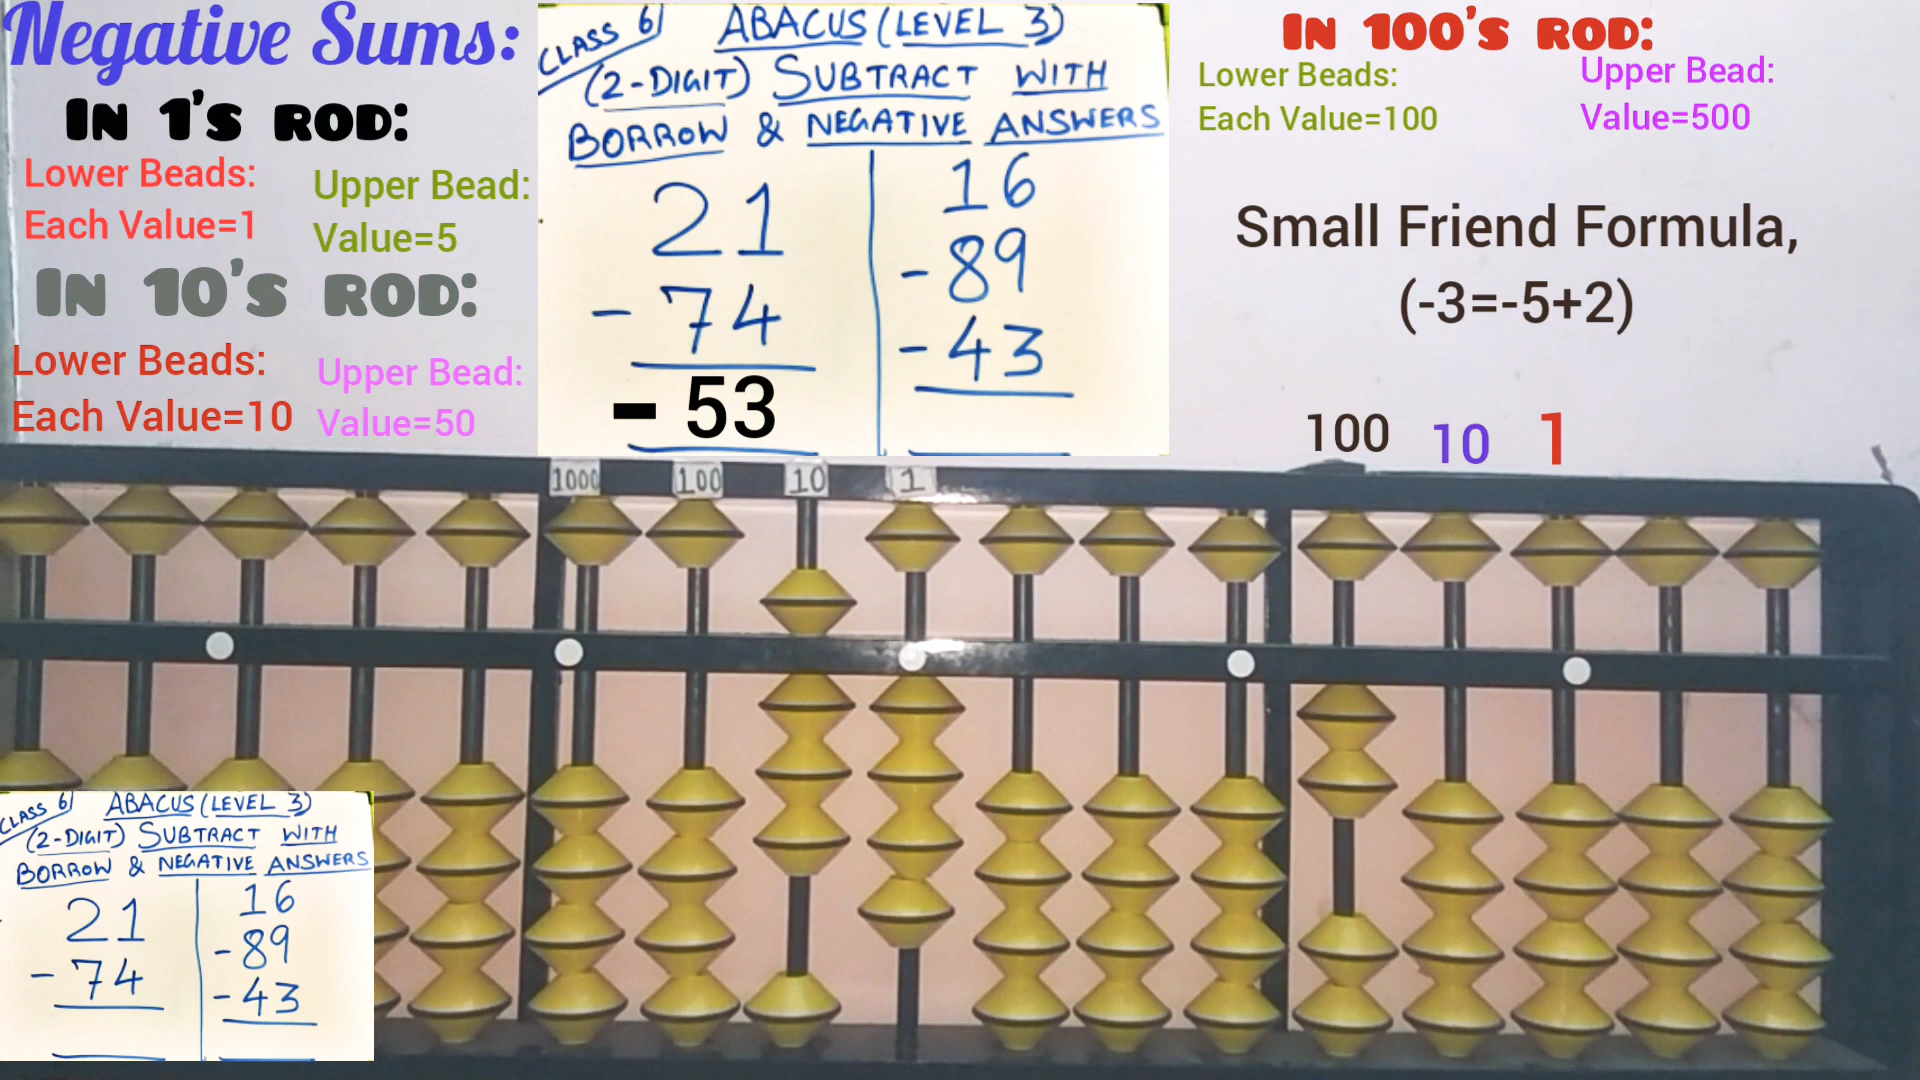 Negative Sums:
In 1's rod:
Lower Beads:
Each Value=1
Upper Bead:
Value=5
In 10's rod:
Lower Beads:
Each Value=10
Upper Bead:
Value=50
CLASS 6
ABACUS (LEVEL 3)
(2-DIGIT) SUBTRACT WITH
BORROW & NEGATIVE ANSWERS
21
- 74
- 53
16
- 89
- 43
In 100's rod:
Lower Beads:
Each Value=100
Upper Bead:
Value=500
Small Friend Formula,
(-3=-5+2)
100 10 1
1000 100 10 1
CLASS 6
ABACUS (LEVEL 3)
(2-DIGIT) SUBTRACT WITH
BORROW & NEGATIVE ANSWERS
21
- 74
16
- 89
- 43